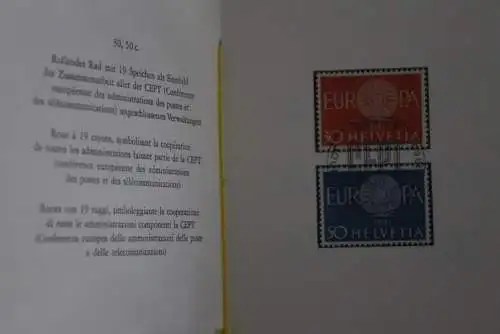 30, 50 c.
Rollendes Rad mit 19 Speichen als Sinnbild
der Zusammenarbeit aller der CEPT (Conférence
européenne des administrations des postes et
des télécommunications) angeschlossenen Verwaltungen
Roue à 19 rayons, symbolisant la coopération
de toutes les administrations faisant partie de la CEPT
(conférence européenne des administrations
des postes et des télécommunications)
Ruota con 19 raggi, simboleggiante la cooperazione
di tutte le amministrazioni componenti la CEPT
(Conferenza europea delle amministrazioni delle poste
e delle telecomunicazioni)
EUROPA
30 HELVETIA
CEPT
EUROPA
50 HELVETIA